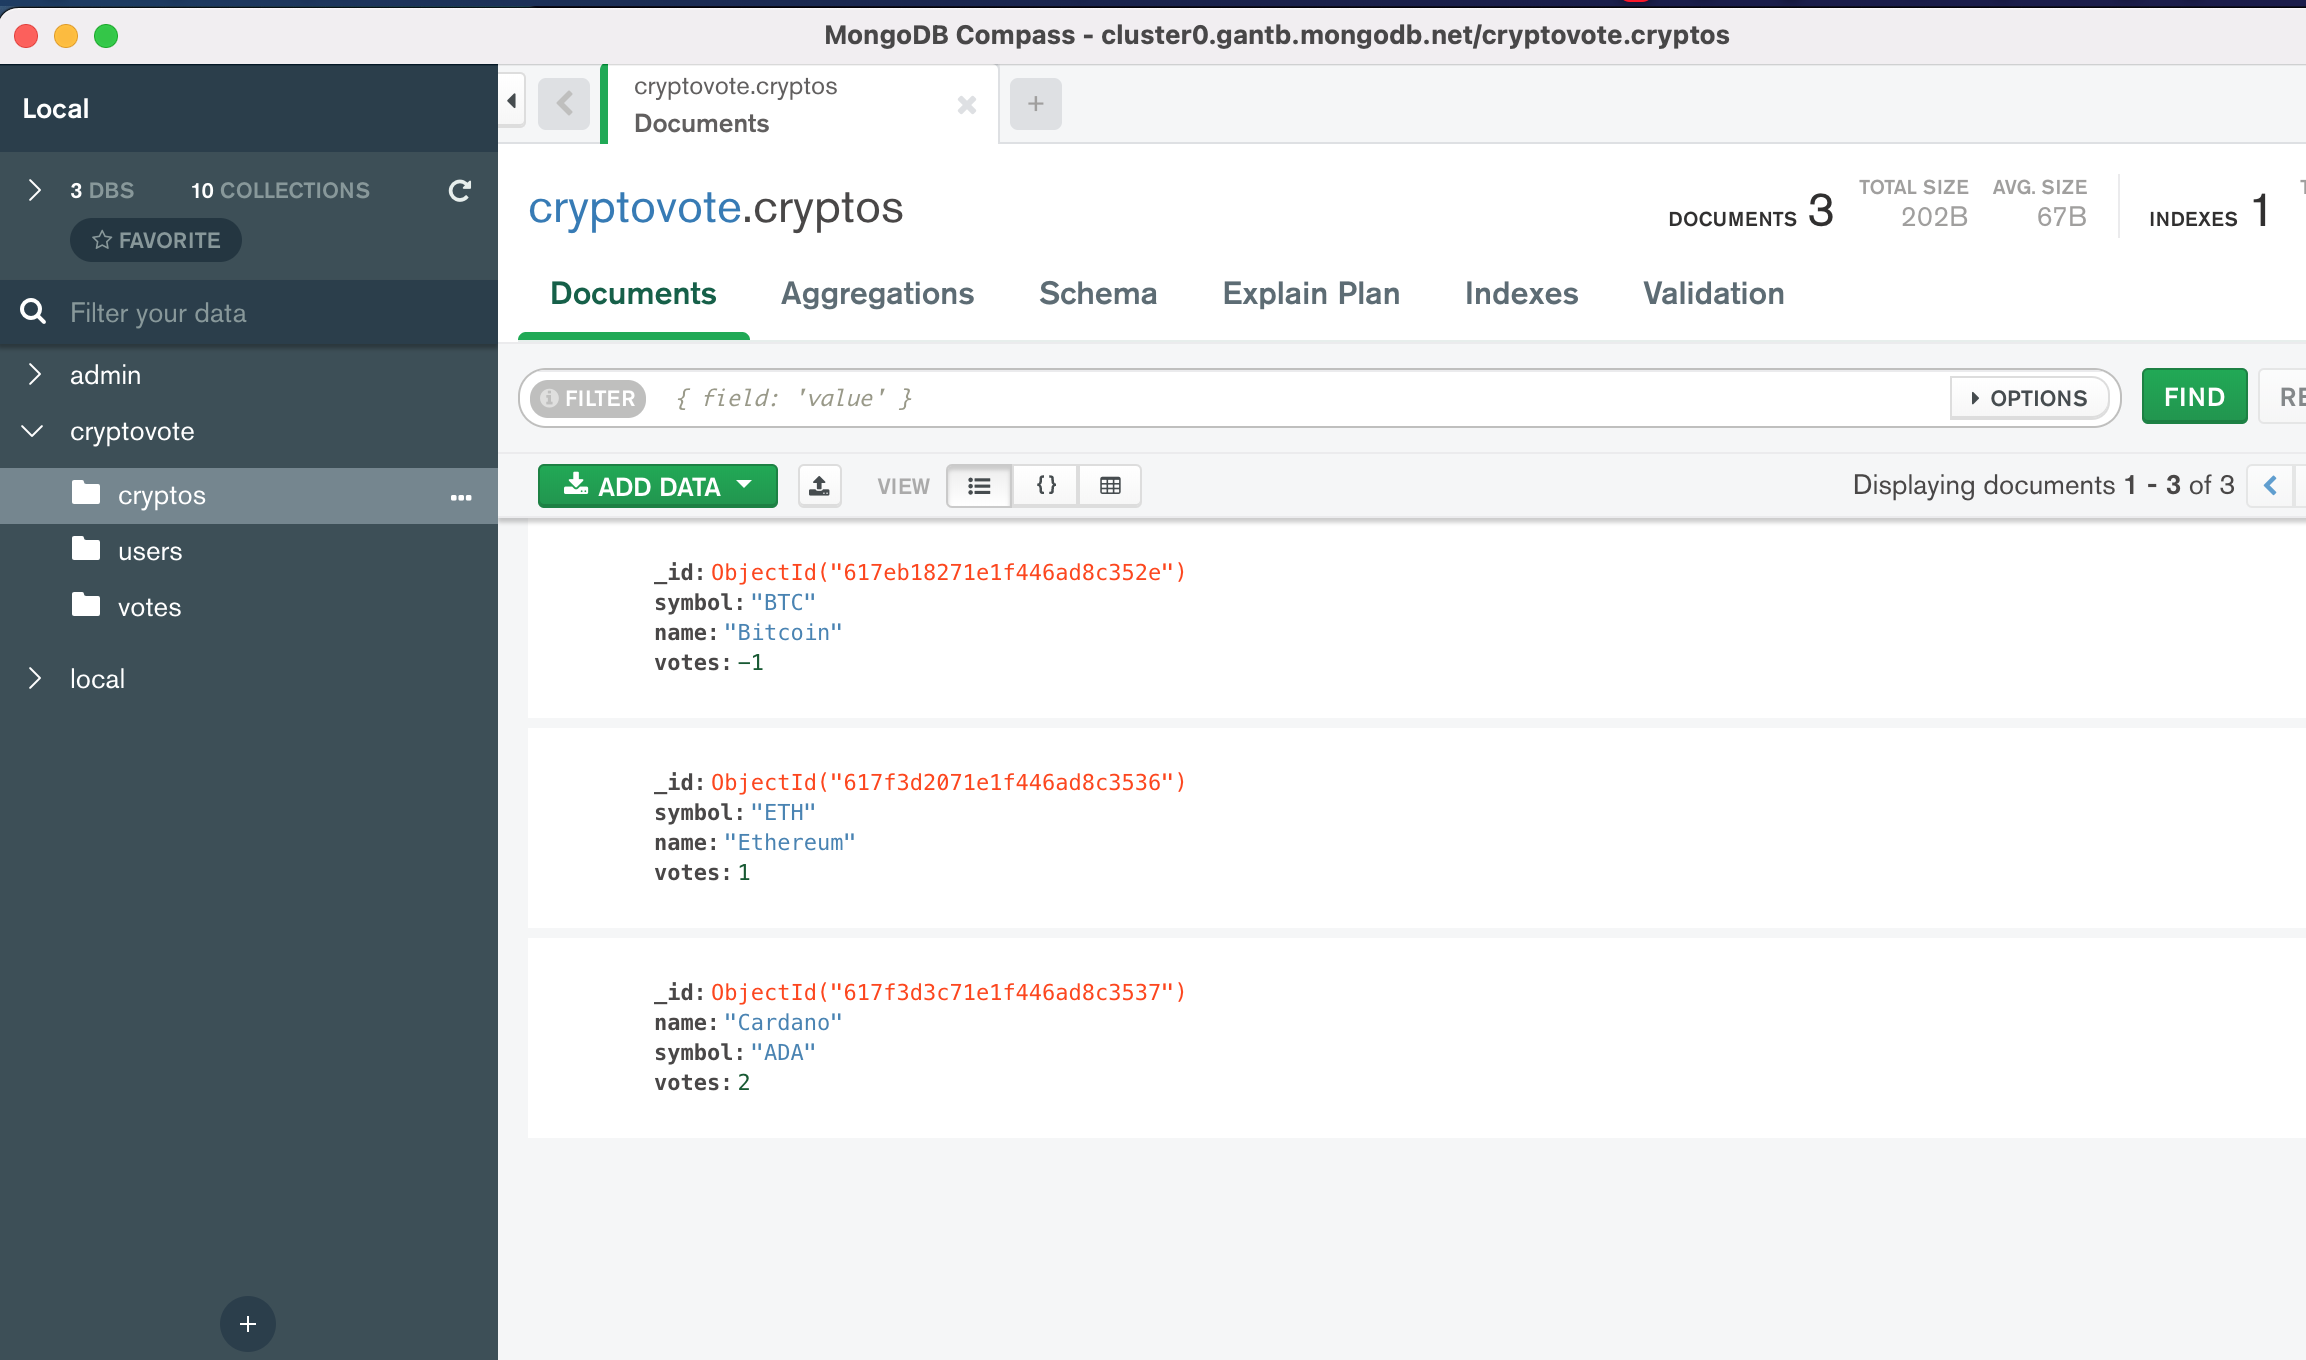 MongoDB Compass - cluster0.gantb.mongodb.net/cryptovote.cryptos
Local
3 DBS 10 COLLECTIONS
FAVORITE
Filter your data
admin
cryptovote
cryptos
users
votes
local
cryptovote.cryptos
Documents
cryptovote.cryptos
DOCUMENTS 3
TOTAL SIZE
202B
AVG. SIZE
67B
INDEXES 1
Documents Aggregations Schema Explain Plan Indexes Validation
FILTER { field: 'value' } OPTIONS FIND
ADD DATA VIEW {} Displaying documents 1 - 3 of 3
_id: ObjectId("617eb18271e1f446ad8c352e")
symbol: "BTC"
name: "Bitcoin"
votes: -1
_id: ObjectId("617f3d2071e1f446ad8c3536")
symbol: "ETH"
name: "Ethereum"
votes: 1
_id: ObjectId("617f3d3c71e1f446ad8c3537")
name: "Cardano"
symbol: "ADA"
votes: 2